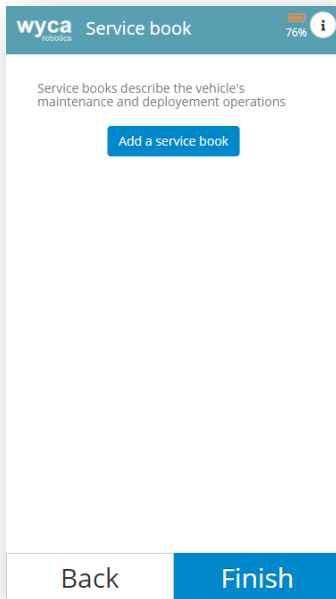 wyca
robotics
Service book
76%
i
Service books describe the vehicle's
maintenance and deployement operations
Add a service book
Back
Finish